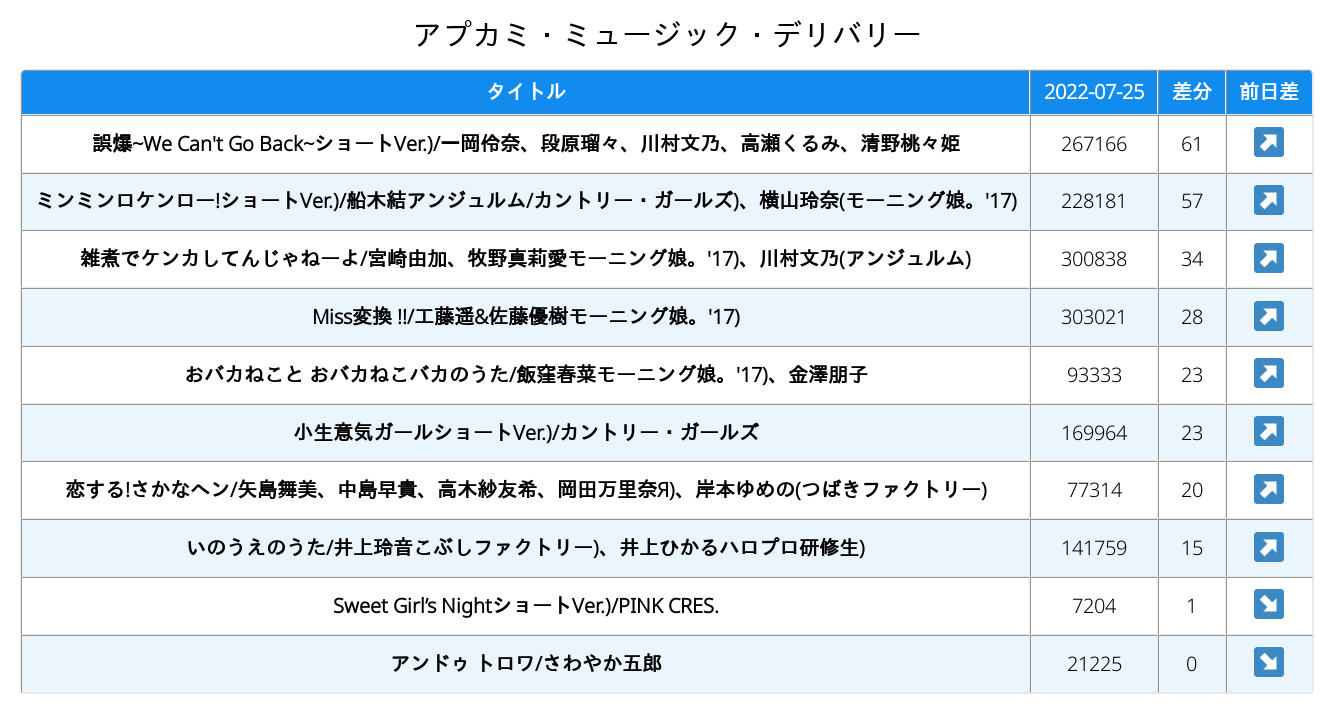 アプカミ・ミュージック・デリバリー
タイトル 2022-07-25 差分 前日差
誤爆~We Can't Go Back~ショートVer.)/一岡伶奈、段原瑠々、川村文乃、高瀬くるみ、清野桃々姫 267166 61
ミンミンロケンロー!ショートVer.)/船木結アンジュルム/カントリー・ガールズ)、横山玲奈(モーニング娘。'17) 228181 57
雑煮でケンカしてんじゃねーよ/宮崎由加、牧野真莉愛モーニング娘。'17)、川村文乃(アンジュルム) 300838 34
Miss変換 !!/工藤遥&佐藤優樹モーニング娘。'17) 303021 28
おバカねこと おバカねこバカのうた/飯窪春菜モーニング娘。'17)、金澤朋子 93333 23
小生意気ガールショートVer.)/カントリー・ガールズ 169964 23
恋する!さかなヘン/矢島舞美、中島早貴、高木紗友希、岡田万里奈Я)、岸本ゆめの(つばきファクトリー) 77314 20
いのうえのうた/井上玲音こぶしファクトリー)、井上ひかるハロプロ研修生) 141759 15
Sweet Girl’s NightショートVer.)/PINK CRES. 7204 1
アンドゥ トロワ/さわやか五郎 21225 0